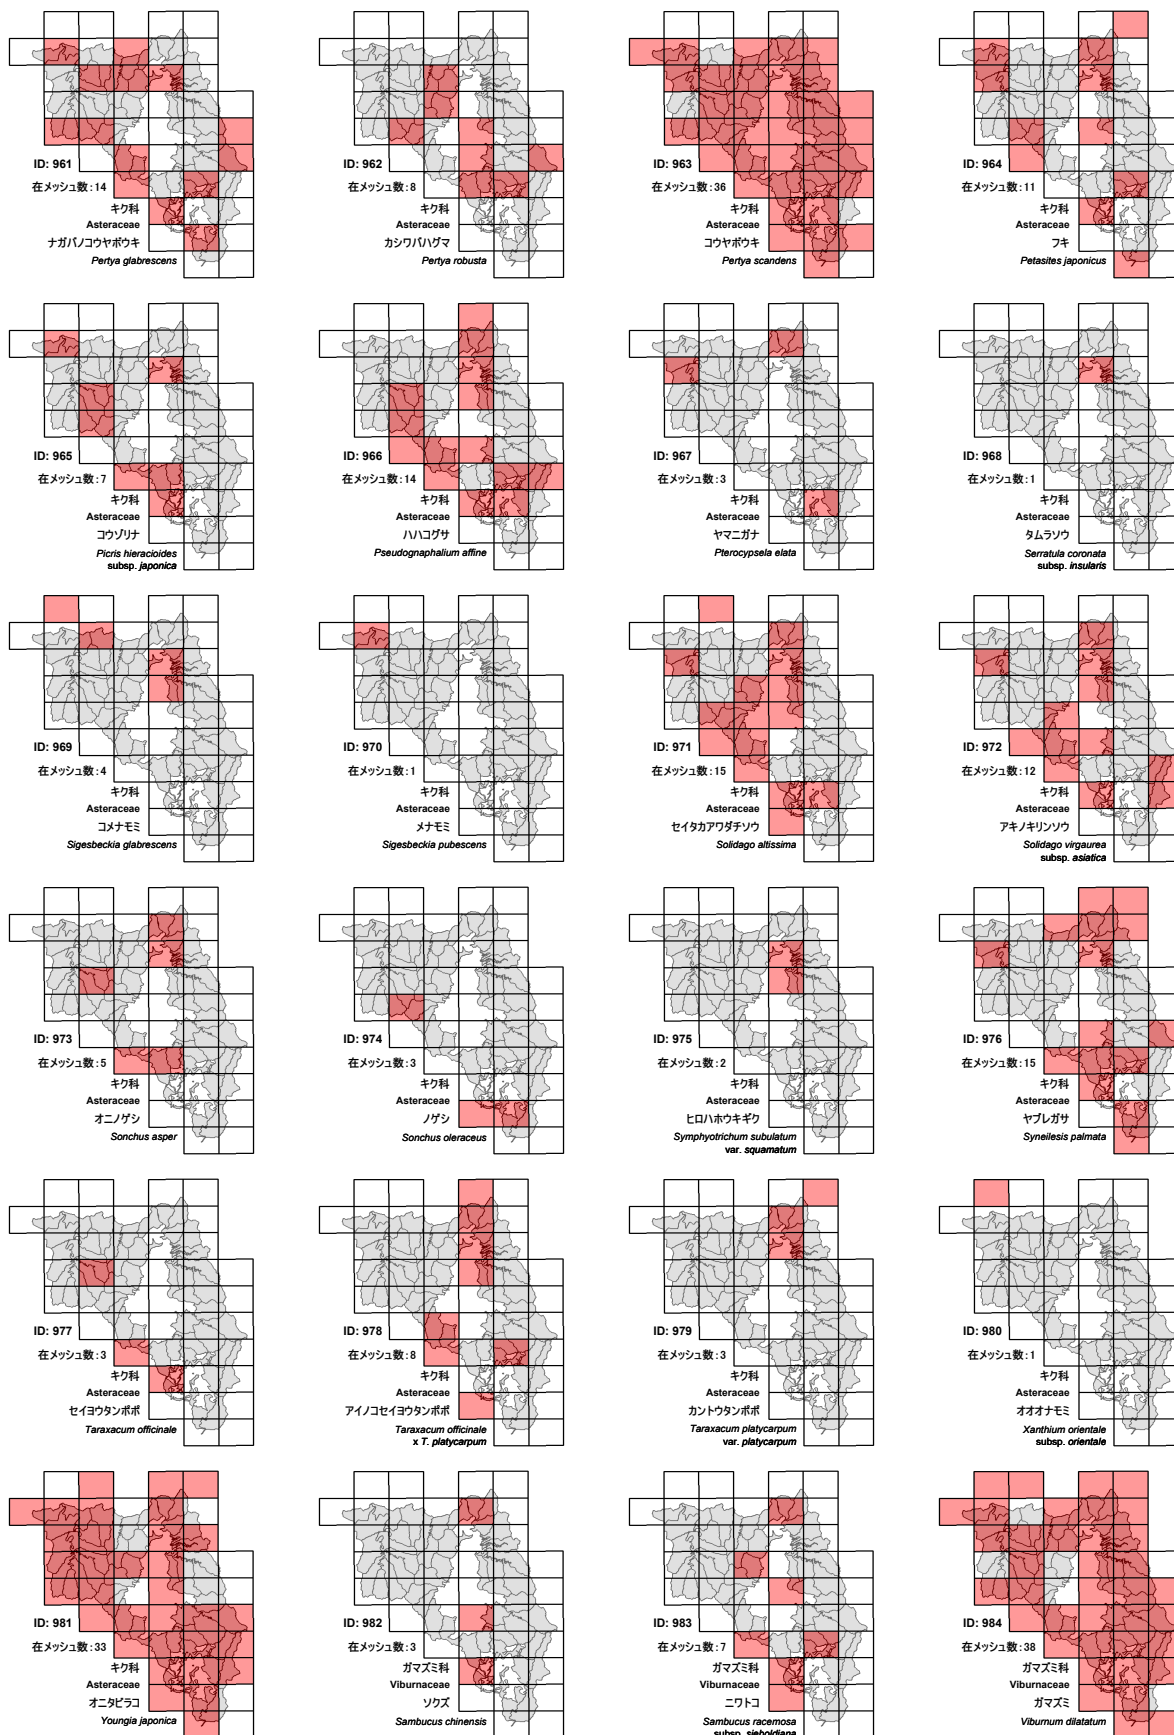 ID: 961
在メッシュ数:14
キク科
Asteraceae
ナガバノコウヤボウキ
Pertya glabrescens
ID: 962
在メッシュ数:8
キク科
Asteraceae
カシワバハグマ
Pertya robusta
ID: 963
在メッシュ数:36
キク科
Asteraceae
コウヤボウキ
Pertya scandens
ID: 964
在メッシュ数:11
キク科
Asteraceae
フキ
Petasites japonicus
ID: 965
在メッシュ数:7
キク科
Asteraceae
コウゾリナ
Picris hieracioides
subsp. japonica
ID: 966
在メッシュ数:14
キク科
Asteraceae
ハハコグサ
Pseudognaphalium affine
ID: 967
在メッシュ数:3
キク科
Asteraceae
ヤマニガナ
Pterocypsela elata
ID: 968
在メッシュ数:1
キク科
Asteraceae
タムラソウ
Serratula coronata
subsp. insularis
ID: 969
在メッシュ数:4
キク科
Asteraceae
コメナモミ
Sigesbeckia glabrescens
ID: 970
在メッシュ数:1
キク科
Asteraceae
メナモミ
Sigesbeckia pubescens
ID: 971
在メッシュ数:15
キク科
Asteraceae
セイタカアワダチソウ
Solidago altissima
ID: 972
在メッシュ数:12
キク科
Asteraceae
アキノキリンソウ
Solidago virgaurea
subsp. asiatica
ID: 973
在メッシュ数:5
キク科
Asteraceae
オニノゲシ
Sonchus asper
ID: 974
在メッシュ数:3
キク科
Asteraceae
ノゲシ
Sonchus oleraceus
ID: 975
在メッシュ数:2
キク科
Asteraceae
ヒロハホウキギク
Symphyotrichum subulatum
var. squamatum
ID: 976
在メッシュ数:15
キク科
Asteraceae
ヤブレガサ
Syneilesis palmata
ID: 977
在メッシュ数:3
キク科
Asteraceae
セイヨウタンポポ
Taraxacum officinale
ID: 978
在メッシュ数:8
キク科
Asteraceae
アイノコセイヨウタンポポ
Taraxacum officinale
x T. platycarpum
ID: 979
在メッシュ数:3
キク科
Asteraceae
カントウタンポポ
Taraxacum platycarpum
var. platycarpum
ID: 980
在メッシュ数:1
キク科
Asteraceae
オオオナモミ
Xanthium orientale
subsp. orientale
ID: 981
在メッシュ数:33
キク科
Asteraceae
オニタビラコ
Youngia japonica
ID: 982
在メッシュ数:3
ガマズミ科
Viburnaceae
ソクズ
Sambucus chinensis
ID: 983
在メッシュ数:7
ガマズミ科
Viburnaceae
ニワトコ
Sambucus racemosa
subsp. sieboldiana
ID: 984
在メッシュ数:38
ガマズミ科
Viburnaceae
ガマズミ
Viburnum dilatatum